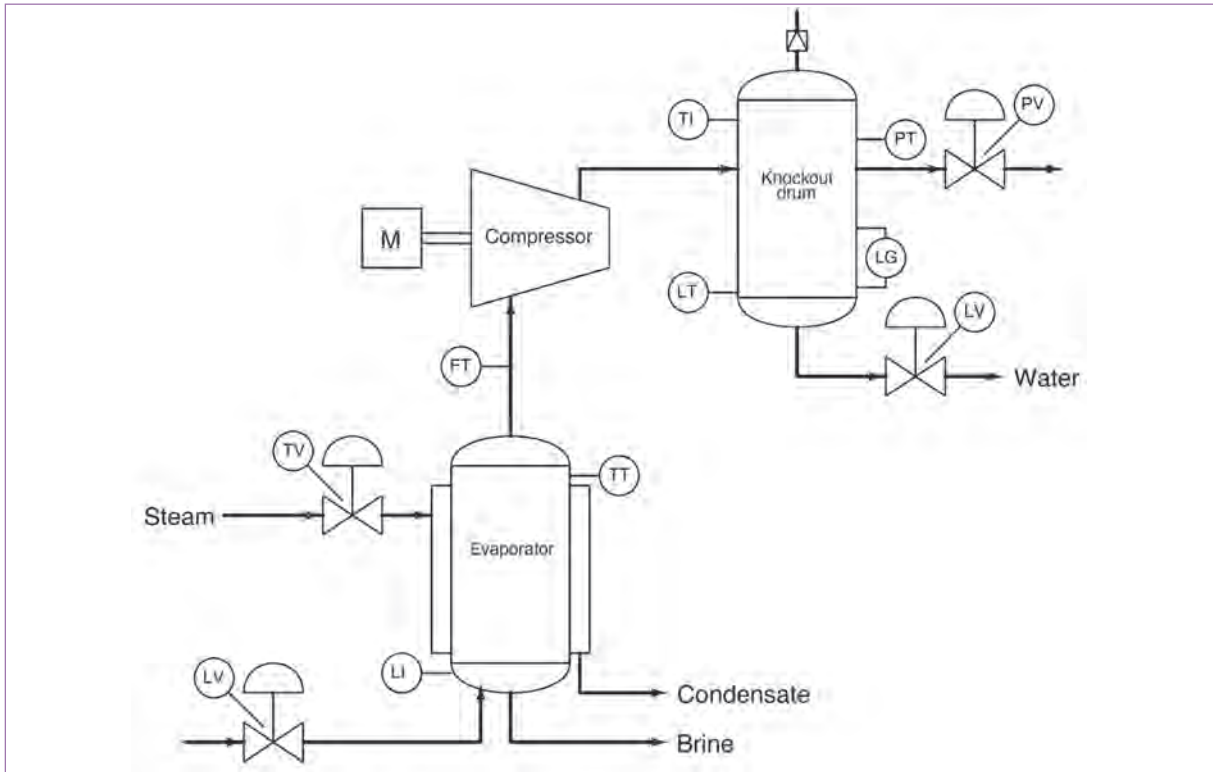 TI
PT
PV
Knockout
drum
M
Compressor
LG
LT
LV
FT
Water
TV
TT
Steam
Evaporator
LI
LV
Condensate
Brine